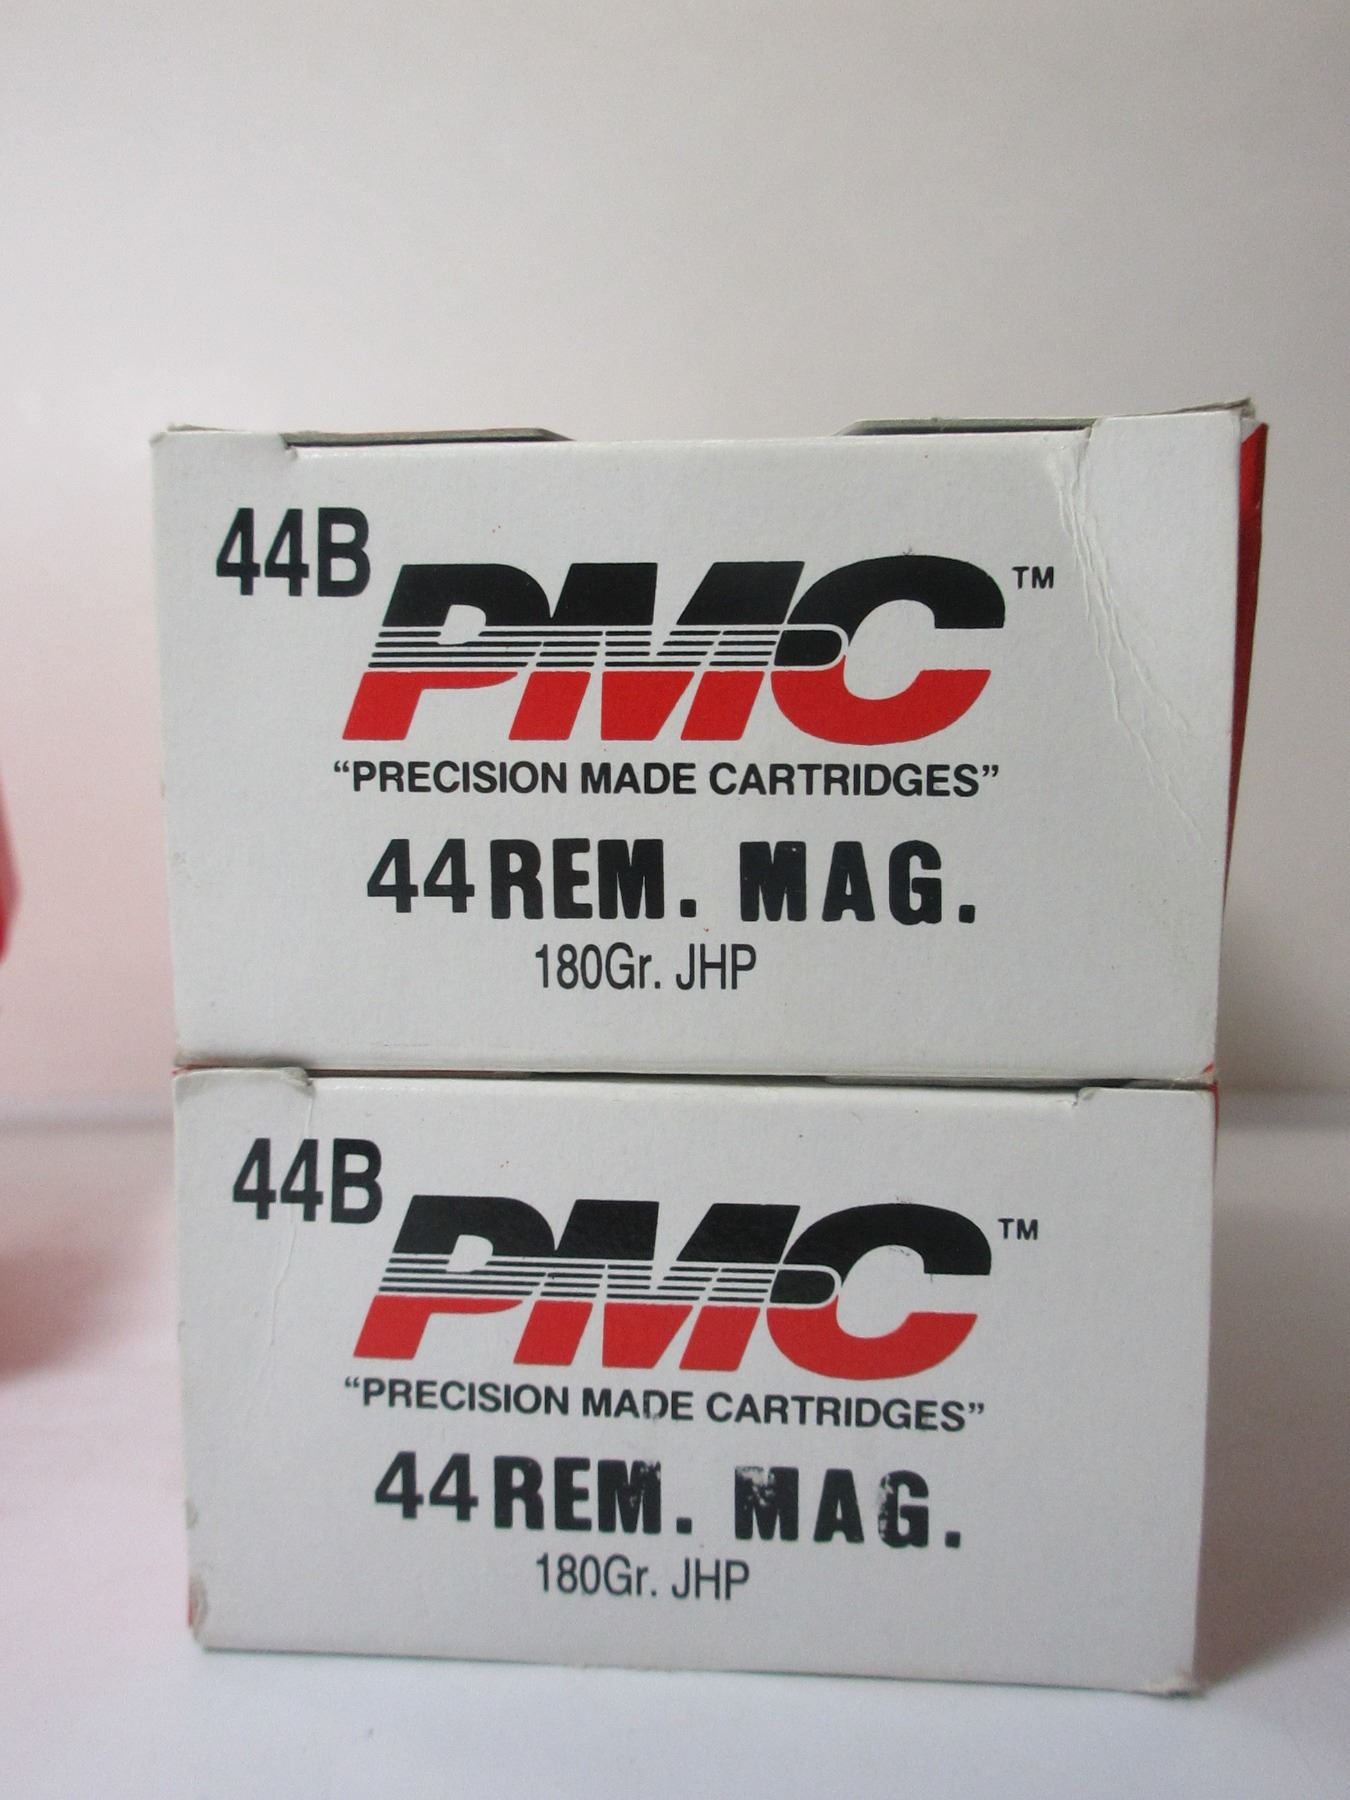 44B
PMC™
“PRECISION MADE CARTRIDGES”
44 REM. MAG.
180Gr. JHP
44B
PMC™
“PRECISION MADE CARTRIDGES”
44 REM. MAG.
180Gr. JHP